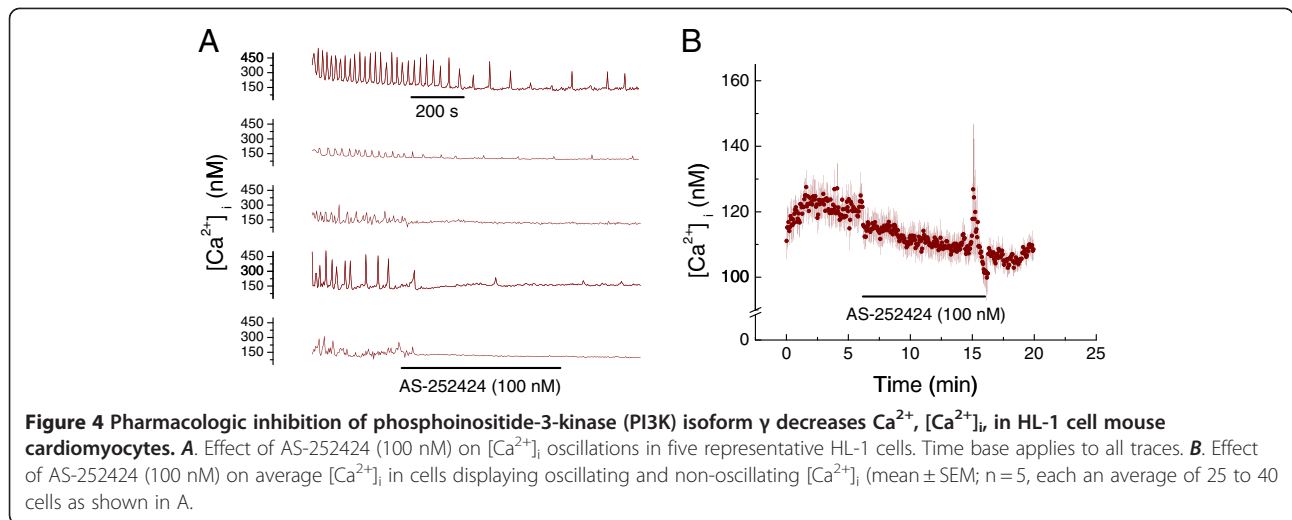 A
B
450
300
150
200 s
450
300
150
450
300
150
450
300
150
450
300
150
[Ca²⁺] i (nM)
AS-252424 (100 nM)
160
140
120
100
0
[Ca²⁺] i (nM)
AS-252424 (100 nM)
0 5 10 15 20 25
Time (min)
Figure 4 Pharmacologic inhibition of phosphoinositide-3-kinase (PI3K) isoform γ decreases Ca²⁺, [Ca²⁺]i, in HL-1 cell mouse
cardiomyocytes. A. Effect of AS-252424 (100 nM) on [Ca²⁺]i oscillations in five representative HL-1 cells. Time base applies to all traces. B. Effect
of AS-252424 (100 nM) on average [Ca²⁺]i in cells displaying oscillating and non-oscillating [Ca²⁺]i (mean ± SEM; n = 5, each an average of 25 to 40
cells as shown in A.